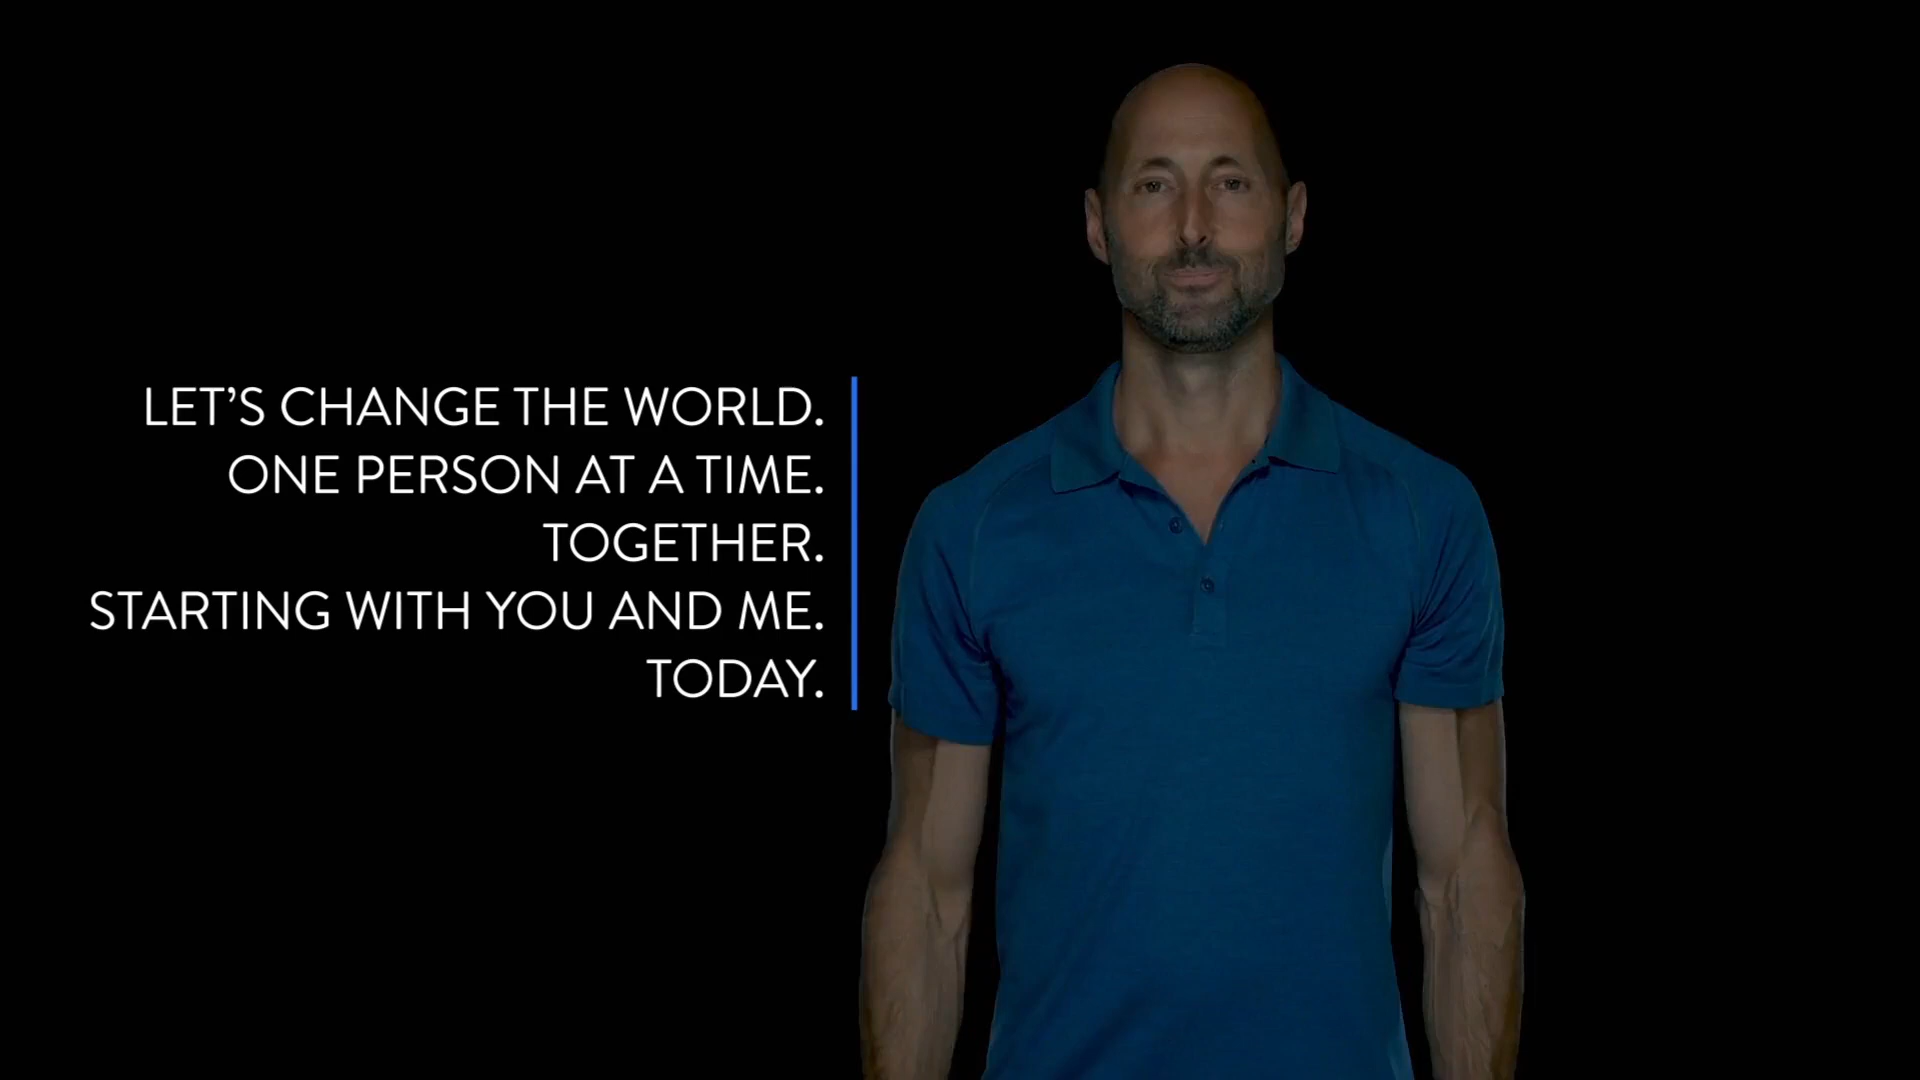 LET’S CHANGE THE WORLD.
ONE PERSON AT A TIME.
TOGETHER.
STARTING WITH YOU AND ME.
TODAY.